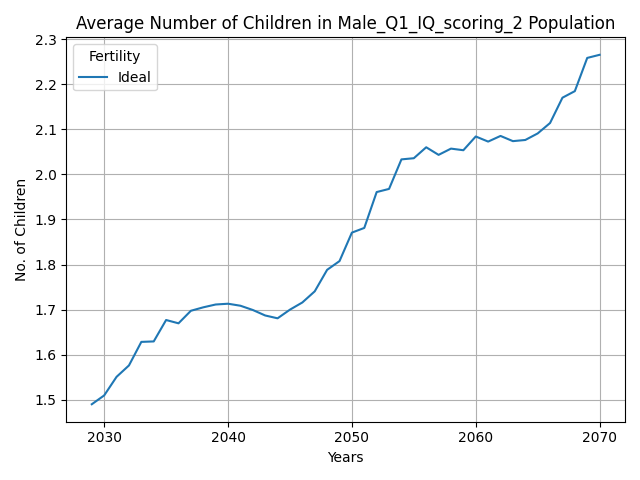 Average Number of Children in Male_Q1_IQ_scoring_2 Population
Fertility
Ideal
No. of Children
2.3
2.2
2.1
2.0
1.9
1.8
1.7
1.6
1.5
2030 2040 2050 2060 2070
Years